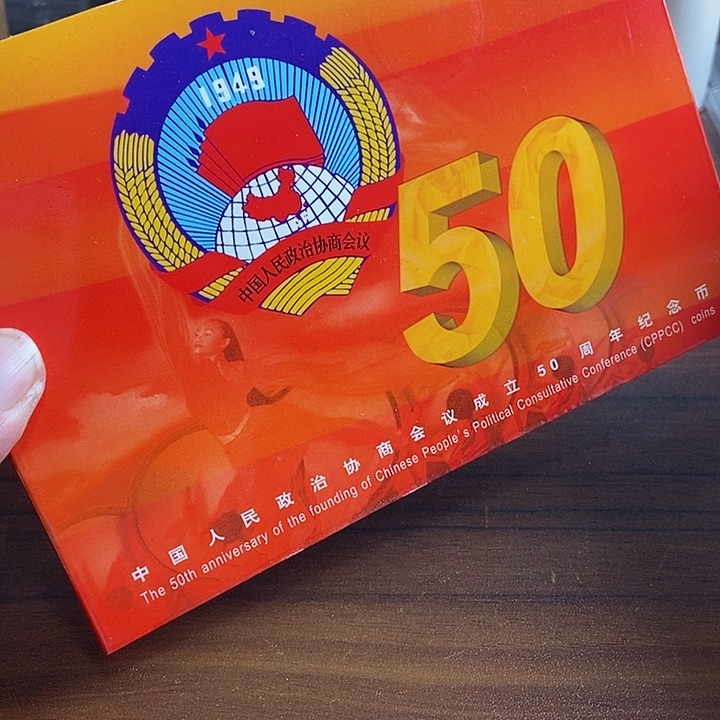 1949
中国人民政治协商会议
50
中国人民政治协商会议成立50周年纪念币
The 50th anniversary of the founding of Chinese People's Political Consultative Conference (CPPCC) coins